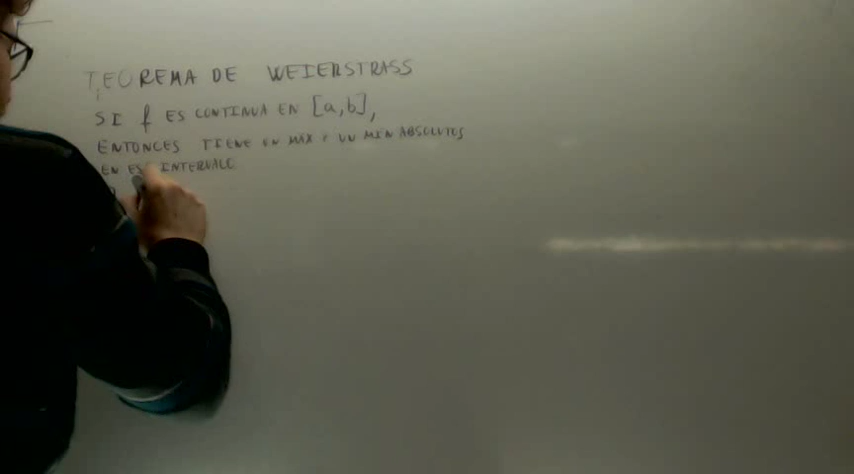 TEOREMA DE WEIERSTRASS
SI f ES CONTINUA EN [a,b],
ENTONCES TIENE UN MÁX Y UN MÍN ABSOLUTOS
EN ESE INTERVALO